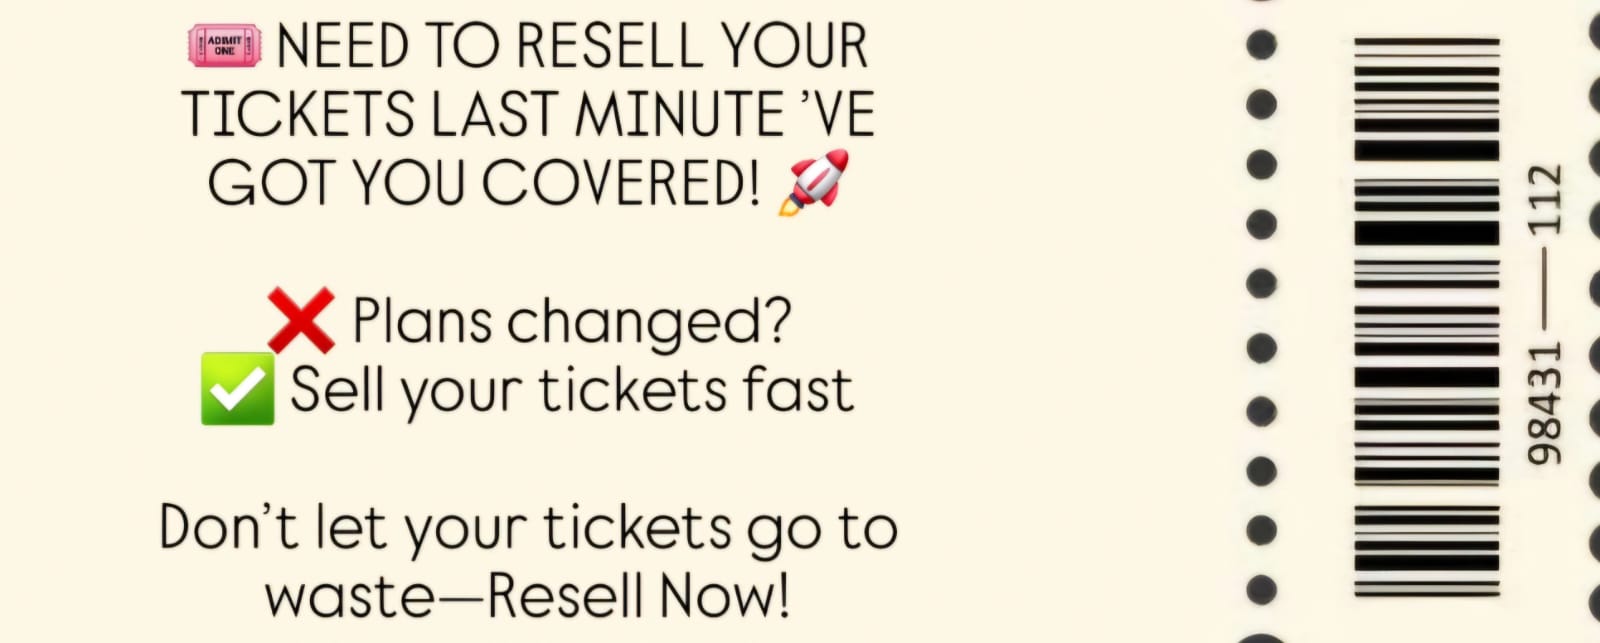 🎟️ NEED TO RESELL YOUR
TICKETS LAST MINUTE ’VE
GOT YOU COVERED! 🚀
❌ Plans changed?
✅ Sell your tickets fast
Don’t let your tickets go to
waste—Resell Now!
98431—112